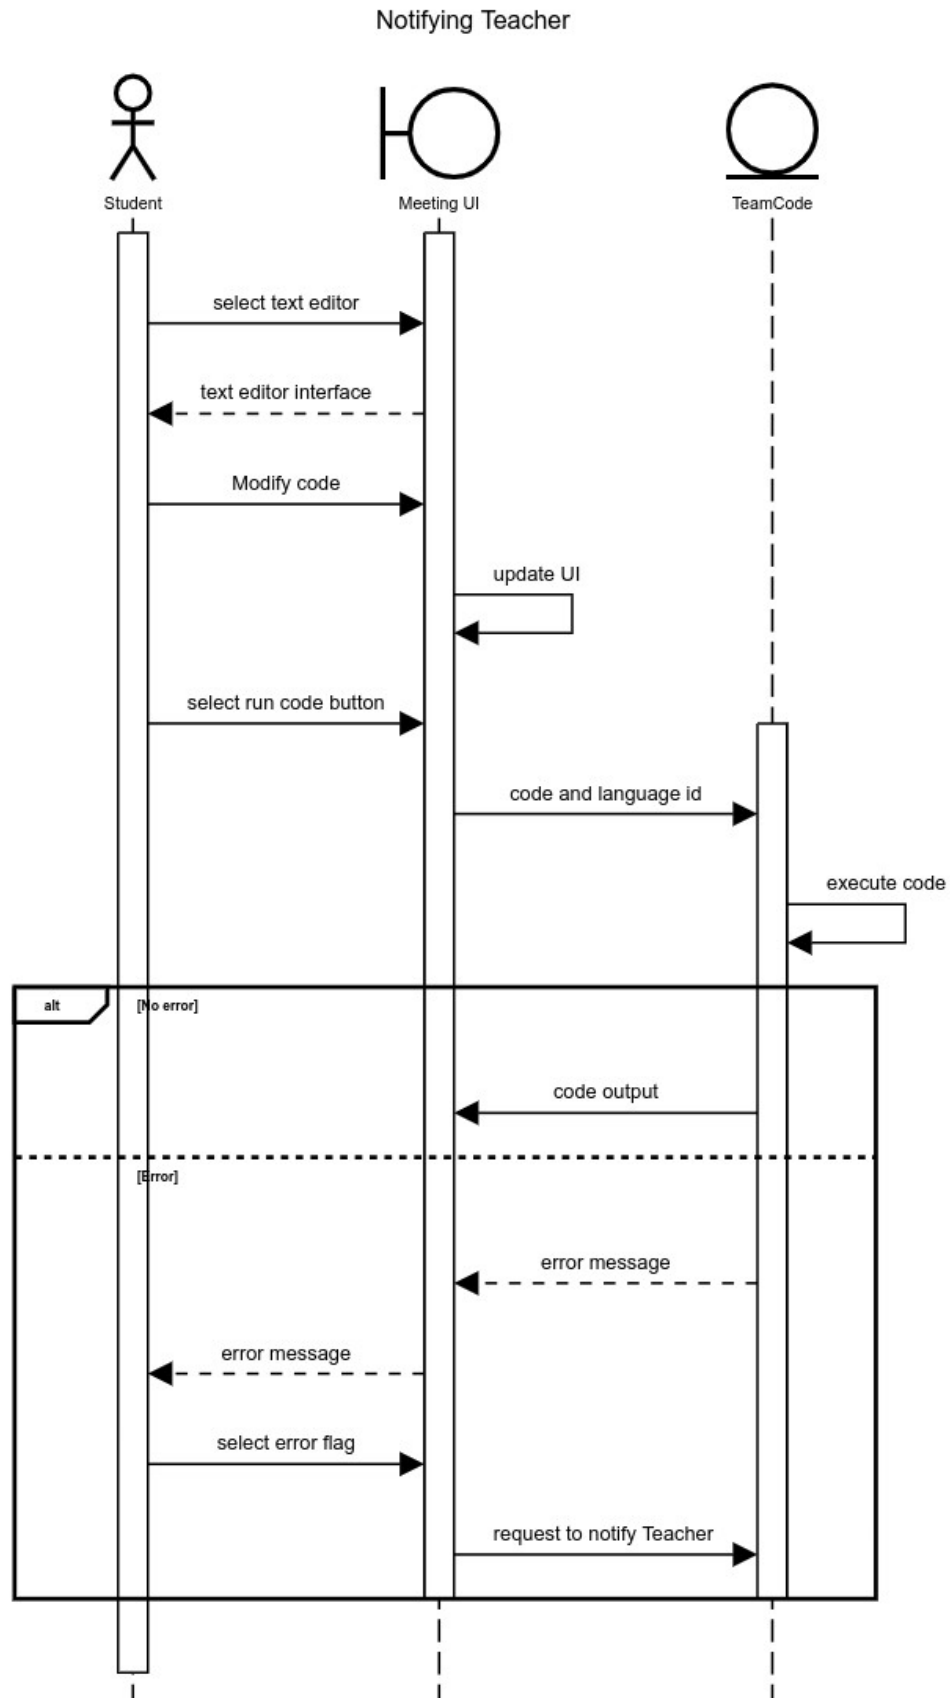 Notifying Teacher
Student
Meeting UI
TeamCode
select text editor
text editor interface
Modify code
update UI
select run code button
code and language id
execute code
alt
[No error]
code output
[Error]
error message
error message
select error flag
request to notify Teacher